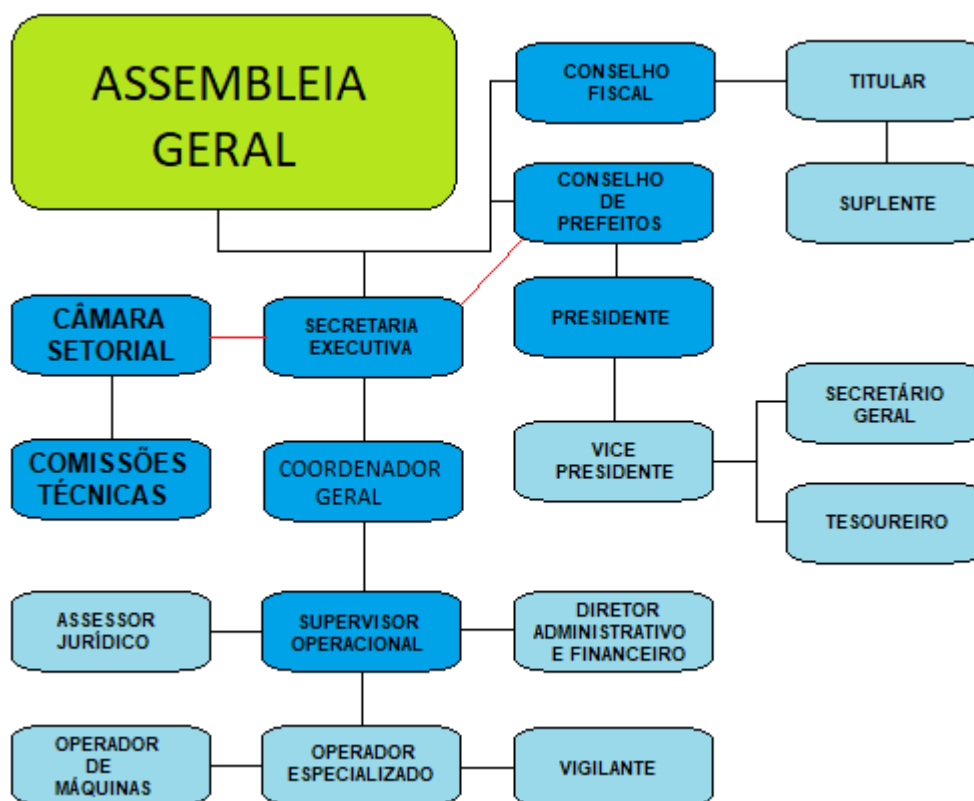 ASSEMBLEIA
GERAL
CONSELHO
FISCAL
TITULAR
CONSELHO
DE
PREFEITOS
SUPLENTE
CÂMARA
SETORIAL
SECRETARIA
EXECUTIVA
PRESIDENTE
SECRETÁRIO
GERAL
COMISSÕES
TÉCNICAS
COORDENADOR
GERAL
VICE
PRESIDENTE
TESOUREIRO
ASSESSOR
JURÍDICO
SUPERVISOR
OPERACIONAL
DIRETOR
ADMINISTRATIVO
E FINANCEIRO
OPERADOR
DE
MÁQUINAS
OPERADOR
ESPECIALIZADO
VIGILANTE